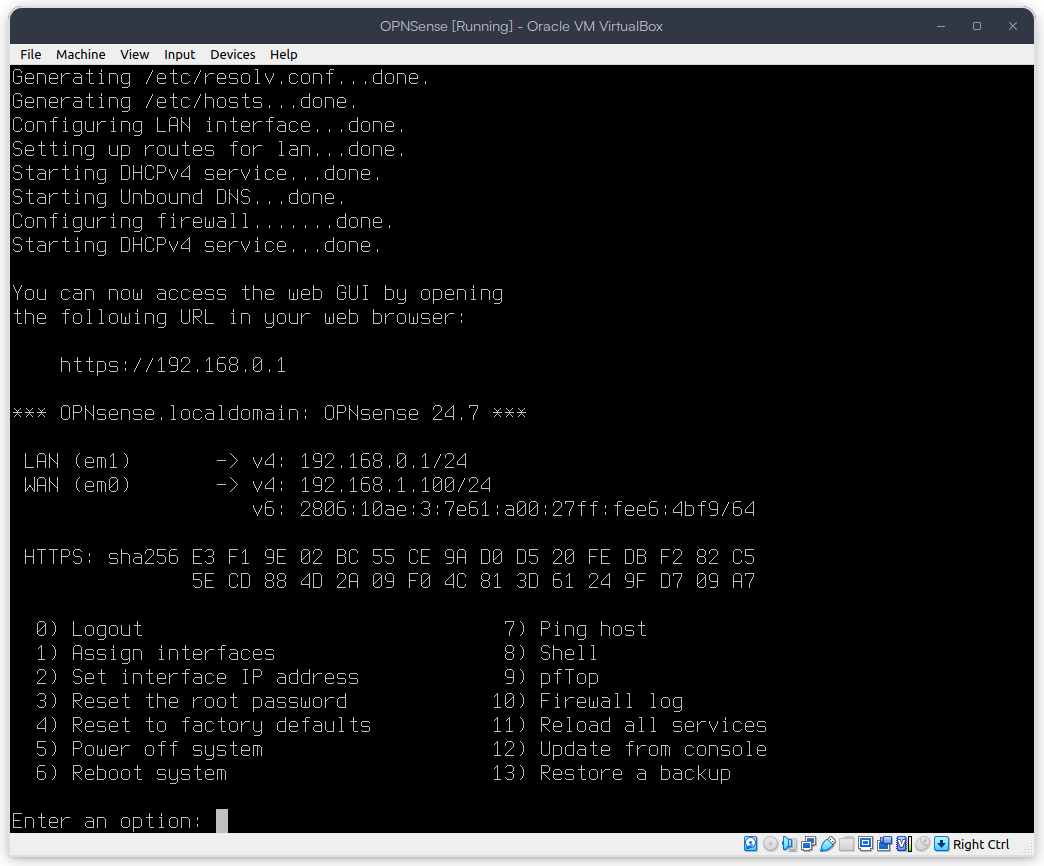 OPNSense [Running] - Oracle VM VirtualBox
File Machine View Input Devices Help
Generating /etc/resolv.conf...done.
Generating /etc/hosts...done.
Configuring LAN interface...done.
Setting up routes for lan...done.
Starting DHCPv4 service...done.
Starting Unbound DNS...done.
Configuring firewall.......done.
Starting DHCPv4 service...done.
You can now access the web GUI by opening
the following URL in your web browser:
https://192.168.0.1
*** OPNsense.localdomain: OPNsense 24.7 ***
LAN (em1) -> v4: 192.168.0.1/24
WAN (em0) -> v4: 192.168.1.100/24
v6: 2806:10ae:3:7e61:a00:27ff:fee6:4bf9/64
HTTPS: sha256 E3 F1 9E 02 BC 55 CE 9A D0 D5 20 FE DB F2 82 C5
5E CD 88 4D 2A 09 F0 4C 81 3D 61 24 9F D7 09 A7
0) Logout 7) Ping host
1) Assign interfaces 8) Shell
2) Set interface IP address 9) pfTop
3) Reset the root password 10) Firewall log
4) Reset to factory defaults 11) Reload all services
5) Power off system 12) Update from console
6) Reboot system 13) Restore a backup
Enter an option:
Right Ctrl